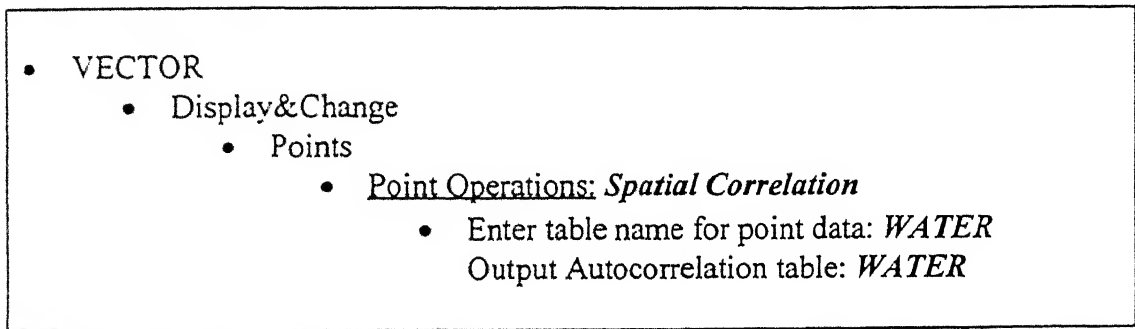 • VECTOR
• Display&Change
• Points
• Point Operations: Spatial Correlation
• Enter table name for point data: WATER
Output Autocorrelation table: WATER